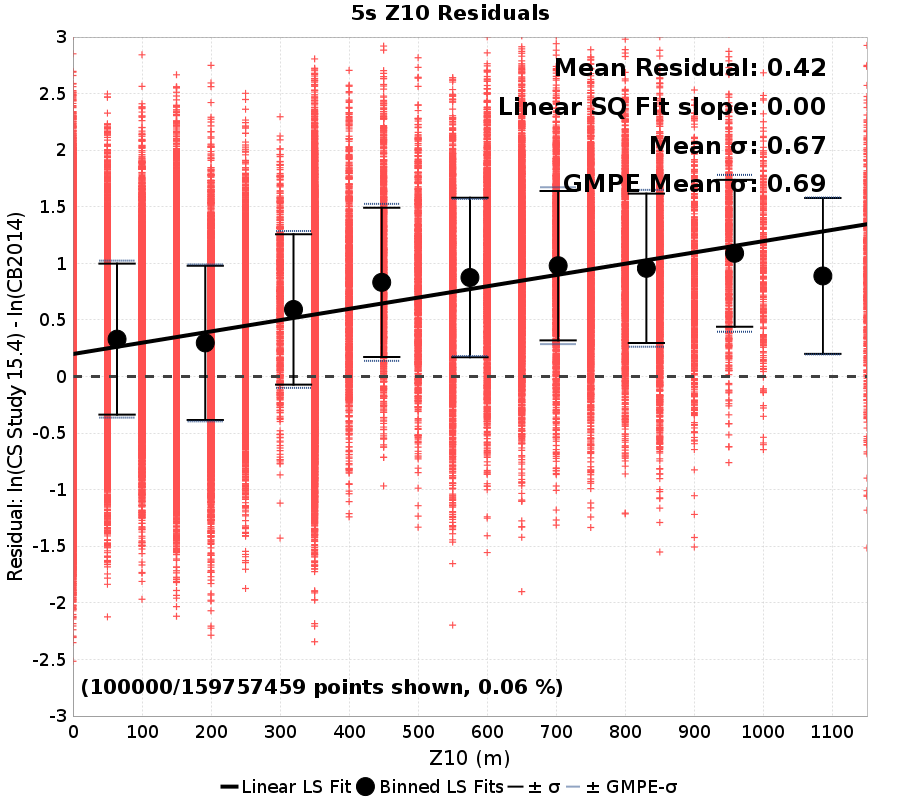 5s Z10 Residuals
Mean Residual: 0.42
Linear SQ Fit slope: 0.00
Mean σ: 0.67
GMPE Mean σ: 0.69
Residual: ln(CS Study 15.4) - ln(CB2014)
3
2.5
2
1.5
1
0.5
0
-0.5
-1
-1.5
-2
-2.5
-3
(100000/159757459 points shown, 0.06 %)
0 100 200 300 400 500 600 700 800 900 1000 1100
Z10 (m)
Linear LS Fit Binned LS Fits ± σ ± GMPE-σ